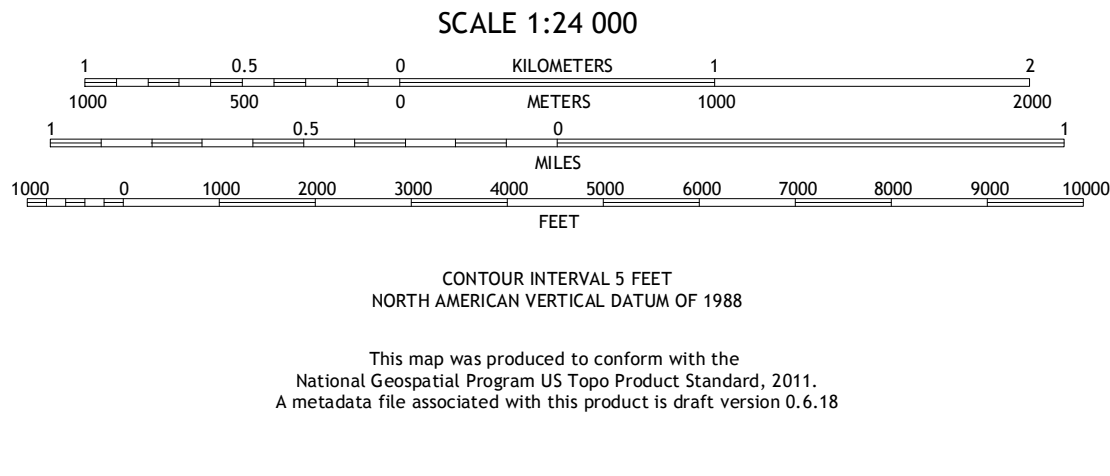 SCALE 1:24 000
1 0.5 0 KILOMETERS 1 2
1000 500 0 METERS 1000 2000
1 0.5 0 1
MILES
1000 0 1000 2000 3000 4000 5000 6000 7000 8000 9000 10000
FEET
CONTOUR INTERVAL 5 FEET
NORTH AMERICAN VERTICAL DATUM OF 1988
This map was produced to conform with the
National Geospatial Program US Topo Product Standard, 2011.
A metadata file associated with this product is draft version 0.6.18